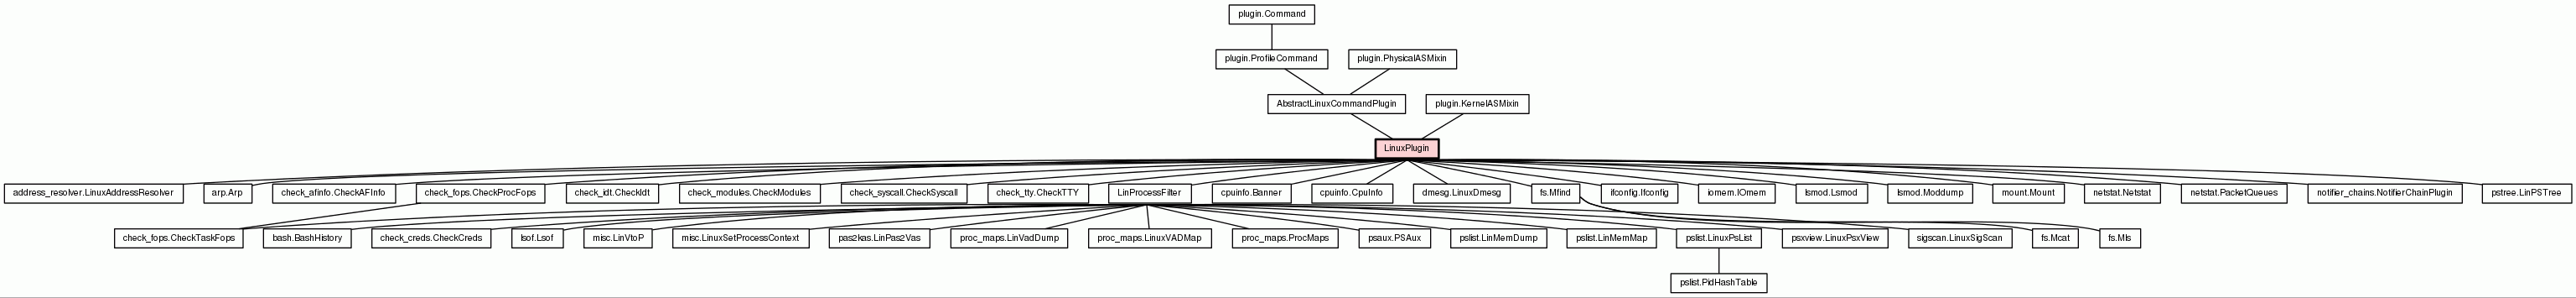 plugin.Command
plugin.ProfileCommand
plugin.PhysicalASMixin
AbstractLinuxCommandPlugin
plugin.KernelASMixin
LinuxPlugin
address_resolver.LinuxAddressResolver
arp.Arp
check_afinfo.CheckAFInfo
check_fops.CheckProcFops
check_idt.CheckIdt
check_modules.CheckModules
check_syscall.CheckSyscall
check_tty.CheckTTY
LinProcessFilter
cpuinfo.Banner
cpuinfo.CpuInfo
dmesg.LinuxDmesg
fs.Mfind
ifconfig.Ifconfig
iomem.IOmem
lsmod.Lsmod
lsmod.Moddump
mount.Mount
netstat.Netstat
netstat.PacketQueues
notifier_chains.NotifierChainPlugin
pstree.LinPSTree
check_fops.CheckTaskFops
bash.BashHistory
check_creds.CheckCreds
lsof.Lsof
misc.LinVtoP
misc.LinuxSetProcessContext
pas2kas.LinPas2Vas
proc_maps.LinVadDump
proc_maps.LinuxVADMap
proc_maps.ProcMaps
psaux.PSAux
pslist.LinMemDump
pslist.LinMemMap
pslist.LinuxPsList
psxview.LinuxPsxView
sigscan.LinuxSigScan
fs.Mcat
fs.Mls
pslist.PidHashTable